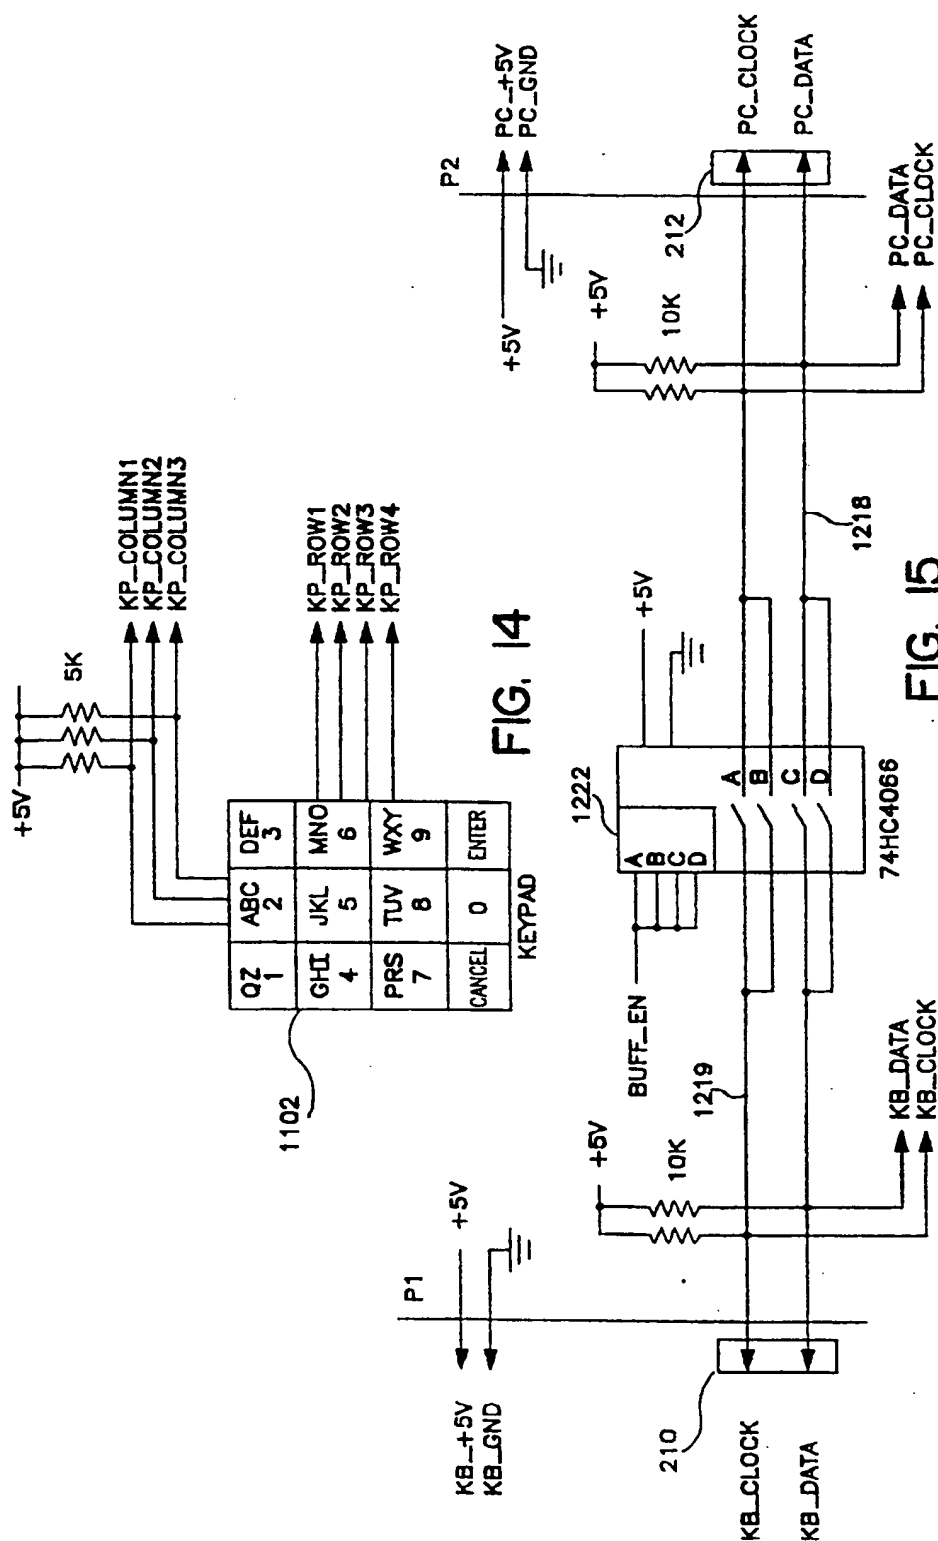 +5V
5K
KP_COLUMN1
KP_COLUMN2
KP_COLUMN3
QZ ABC DEF
1 2 3
GHI JKL MNO
4 5 6
PRS TUV WXY
7 8 9
CANCEL 0 ENTER
KEYPAD
1102
KP_ROW1
KP_ROW2
KP_ROW3
KP_ROW4
FIG. 14
P1
KB_+5V
+5V
KB_GND
P2
+5V
PC_+5V
PC_GND
210
KB_CLOCK
KB_DATA
+5V
10K
KB_DATA
KB_CLOCK
1219
BUFF_EN
1222
A
B
C
D
A
B
C
D
74HC4066
+5V
1218
+5V
10K
212
PC_CLOCK
PC_DATA
PC_DATA
PC_CLOCK
FIG. 15